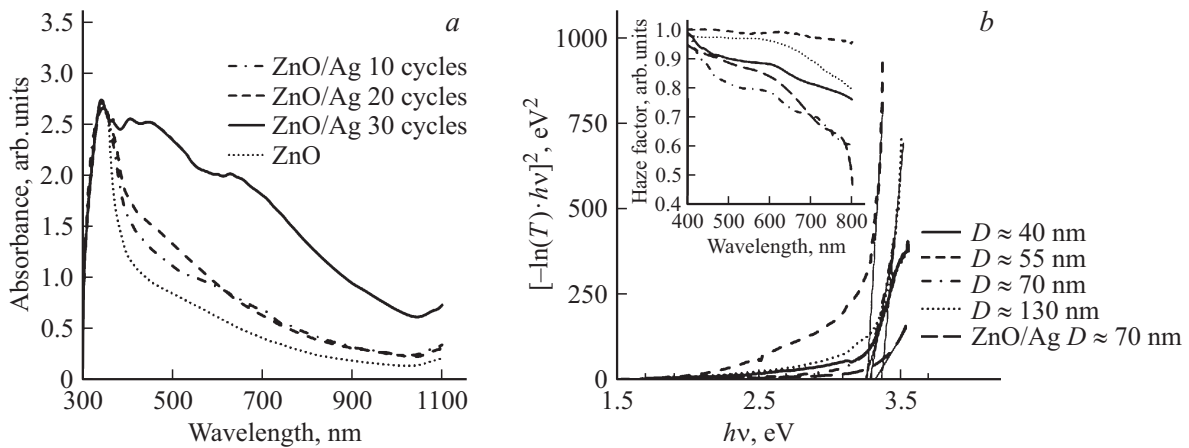 a
Absorbance, arb. units
3.5
3.0
2.5
2.0
1.5
1.0
0.5
0
300
500
700
900
1100
Wavelength, nm
ZnO/Ag 10 cycles
ZnO/Ag 20 cycles
ZnO/Ag 30 cycles
ZnO
b
[−ln(T)·hν]², eV²
1000
750
500
250
0
1.5
2.5
3.5
hν, eV
Haze factor, arb. units
1.0
0.9
0.8
0.7
0.6
0.5
0.4
400
500
600
700
800
Wavelength, nm
D ≈ 40 nm
D ≈ 55 nm
D ≈ 70 nm
D ≈ 130 nm
ZnO/Ag D ≈ 70 nm